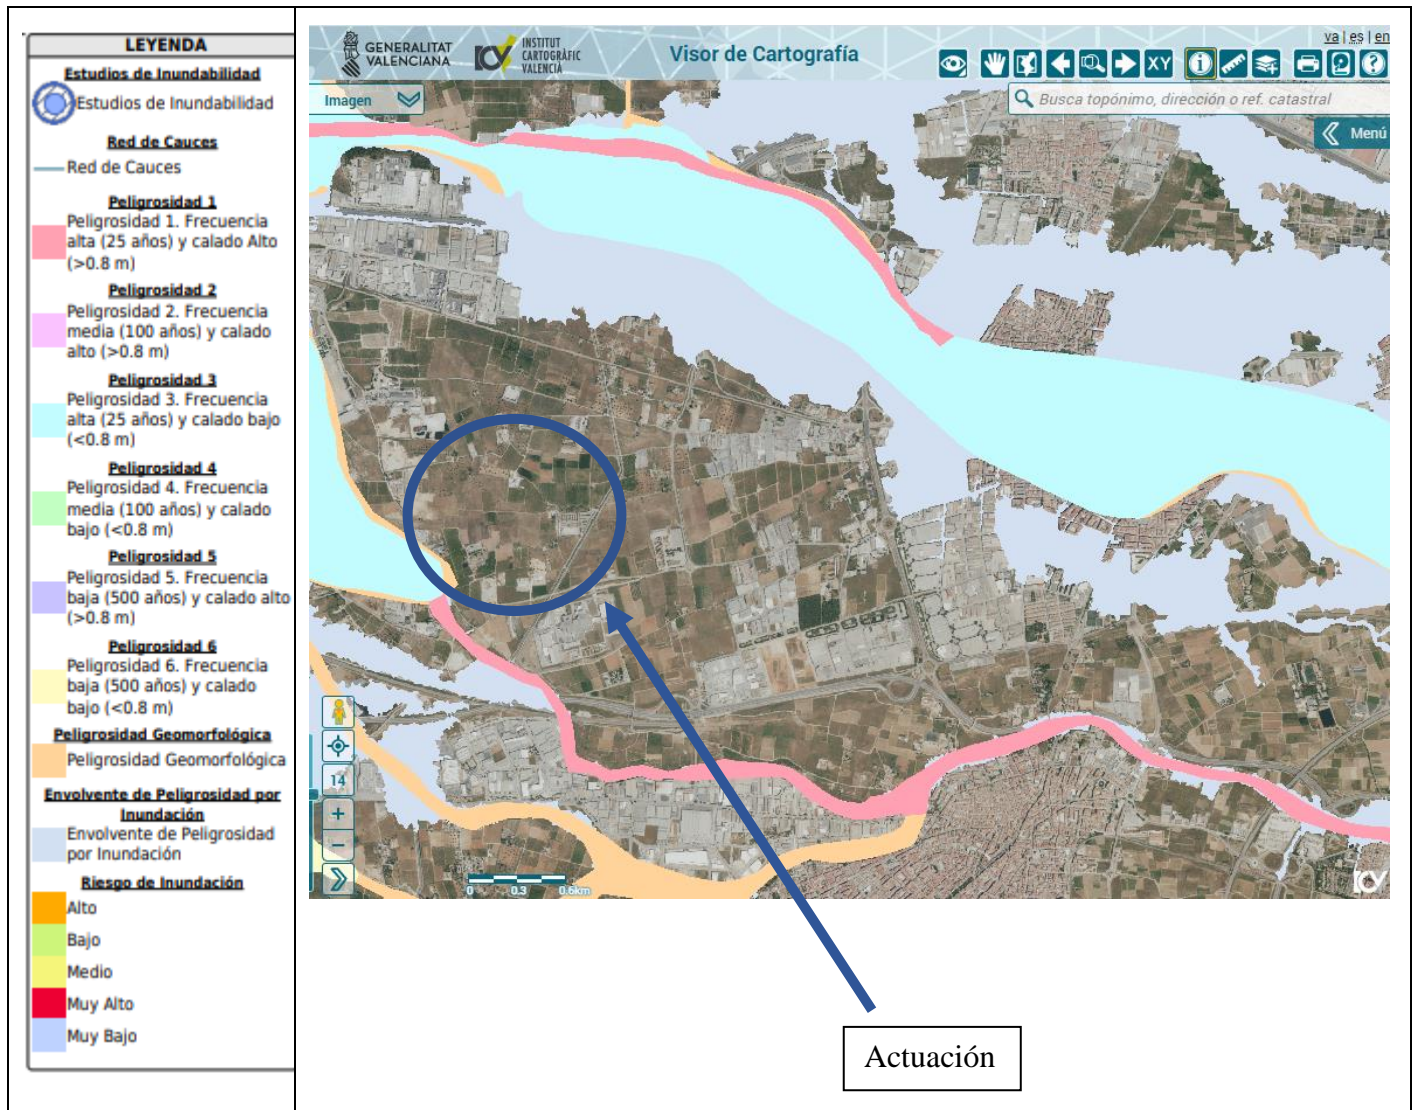 LEYENDA
Estudios de Inundabilidad
Estudios de Inundabilidad
Red de Cauces
Red de Cauces
Peligrosidad 1
Peligrosidad 1. Frecuencia
alta (25 años) y calado Alto
(>0.8 m)
Peligrosidad 2
Peligrosidad 2. Frecuencia
media (100 años) y calado
alto (>0.8 m)
Peligrosidad 3
Peligrosidad 3. Frecuencia
alta (25 años) y calado bajo
(<0.8 m)
Peligrosidad 4
Peligrosidad 4. Frecuencia
media (100 años) y calado
bajo (<0.8 m)
Peligrosidad 5
Peligrosidad 5. Frecuencia
baja (500 años) y calado alto
(>0.8 m)
Peligrosidad 6
Peligrosidad 6. Frecuencia
baja (500 años) y calado
bajo (<0.8 m)
Peligrosidad Geomorfológica
Peligrosidad Geomorfológica
Envolvente de Peligrosidad por
Inundación
Envolvente de Peligrosidad
por Inundación
Riesgo de Inundación
Alto
Bajo
Medio
Muy Alto
Muy Bajo
GENERALITAT
VALENCIANA
INSTITUT
CARTOGRÀFIC
VALENCIÀ
Visor de Cartografía
va | es | en
XY
Imagen
Busca topónimo, dirección o ref. catastral
Menú
14
0 0.3 0.6km
Actuación